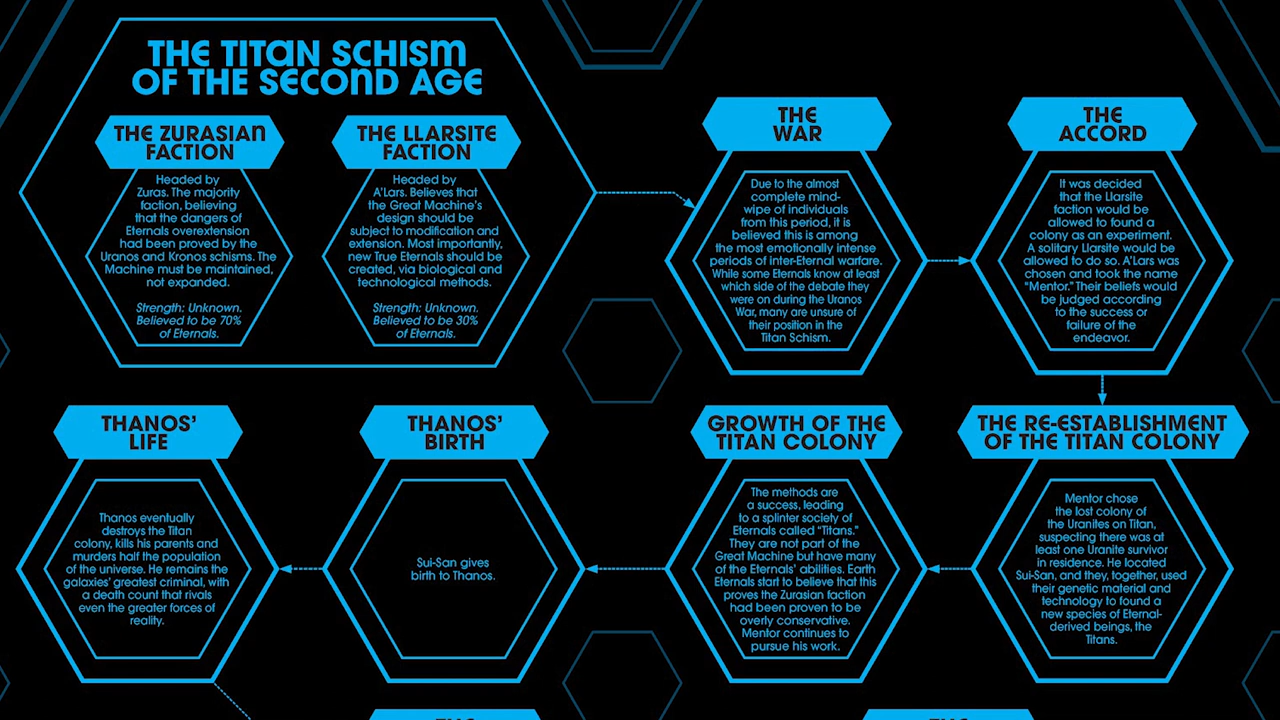 THE TITAN SCHISM
OF THE SECOND AGE
THE ZURASIAN
FACTION
Headed by
Zuras. The majority
faction, believing
that the dangers of
Eternals overextension
had been proved by the
Uranos and Kronos schisms. The
Machine must be maintained,
not expanded.
Strength: Unknown.
Believed to be 70%
of Eternals.
THE LLARSITE
FACTION
Headed by
A'Lars. Believes that
the Great Machine's
design should be
subject to modification and
extension. Most importantly,
new True Eternals should be
created, via biological and
technological methods.
Strength: Unknown.
Believed to be 30%
of Eternals.
THE
WAR
Due to the almost
complete mind-
wipe of individuals
from this period, it is
believed this is among
the most emotionally intense
periods of inter-Eternal warfare.
While some Eternals know at least
which side of the debate they
were on during the Uranos
War, many are unsure of
their position in the
Titan Schism.
THE
ACCORD
It was decided
that the Llarsite
faction would be
allowed to found a
colony as an experiment.
A solitary Llarsite would be
allowed to do so. A'Lars was
chosen and took the name
“Mentor.” Their beliefs would
be judged according
to the success or
failure of the
endeavor.
THE RE-ESTABLISHMENT
OF THE TITAN COLONY
Mentor chose
the lost colony of
the Uranites on Titan,
suspecting there was at
least one Uranite survivor
in residence. He located
Sui-San, and they, together, used
their genetic material and
technology to found a
new species of Eternal-
derived beings, the
Titans.
GROWTH OF THE
TITAN COLONY
The methods are
a success, leading
to a splinter society of
Eternals called “Titans.”
They are not part of the
Great Machine but have many
of the Eternals' abilities. Earth
Eternals start to believe that this
proves the Zurasian faction
had been proven to be
overly conservative.
Mentor continues to
pursue his work.
THANOS'
BIRTH
Sui-San gives
birth to Thanos.
THANOS'
LIFE
Thanos eventually
destroys the Titan
colony, kills his parents and
murders half the population
of the universe. He remains the
galaxies' greatest criminal, with
a death count that rivals
even the greater forces of
reality.
THE
THE